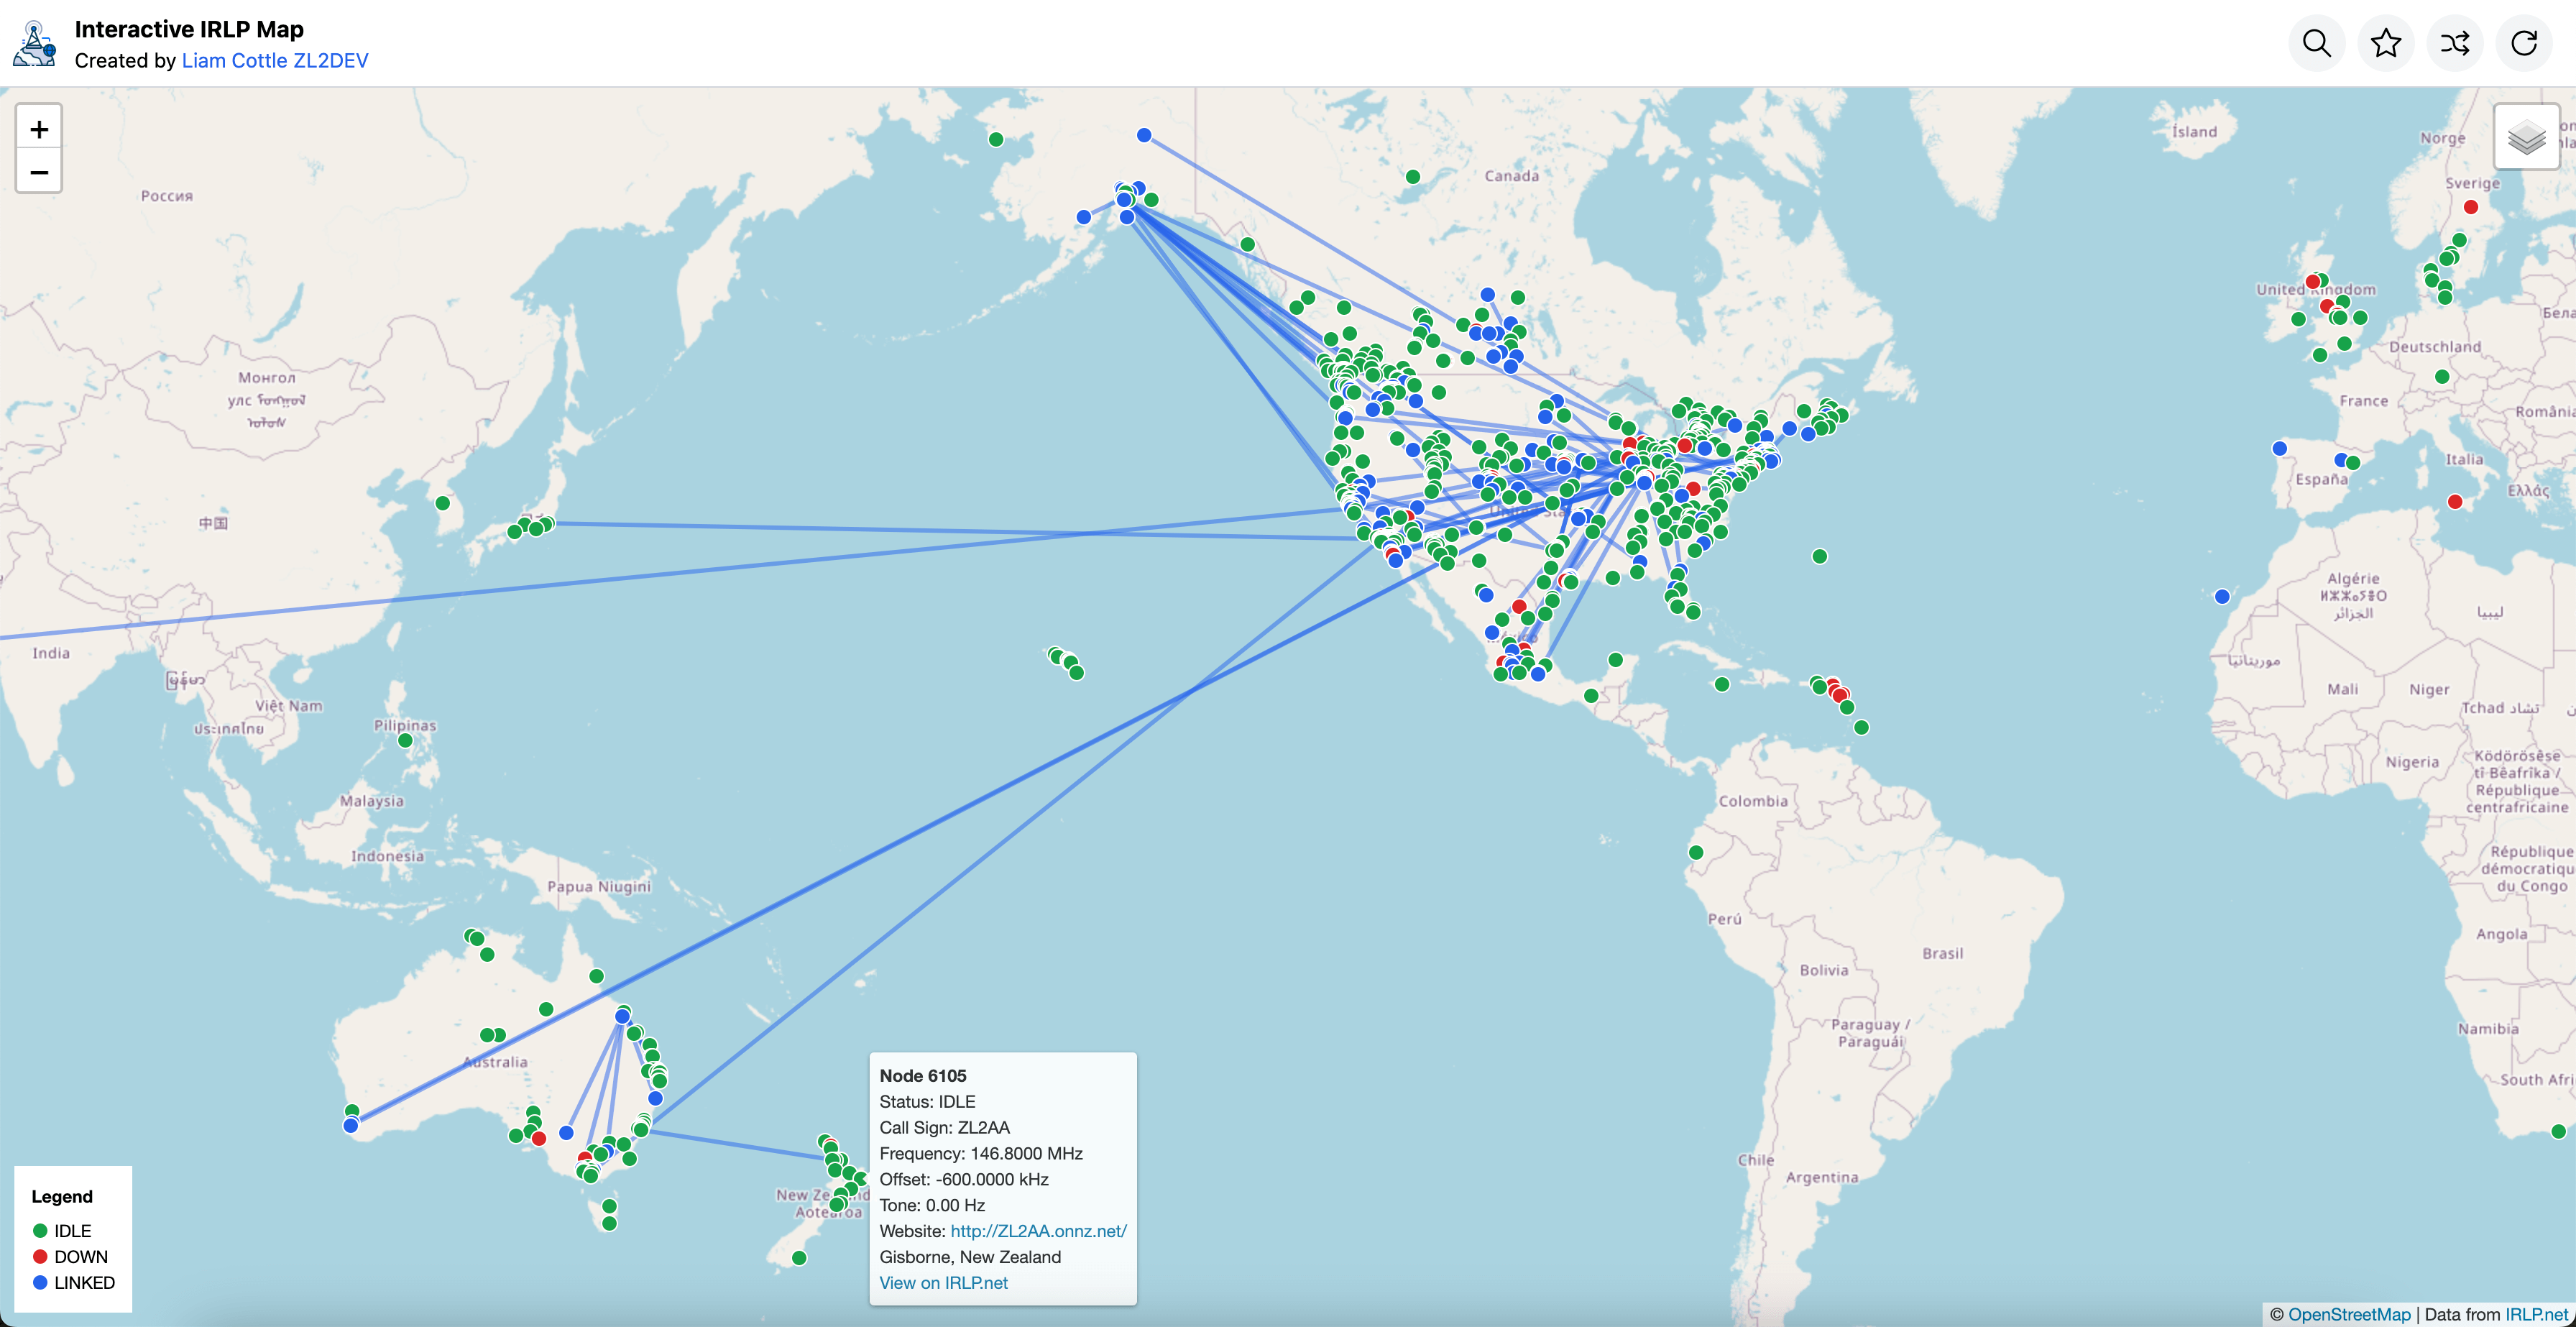 Interactive IRLP Map
Created by Liam Cottle ZL2DEV
+
−
Ísland
Norge
Sverige
Россия
Canada
United Kingdom
Deutschland
France
România
Italia
España
Ελλάς
Монгол
улс
中国
Algérie
ⵍⵣⵣⴰⵢⴻⵔ
الجزائر
ليبيا
موريتانيا
Mali
Niger
Tchad تشاد
India
Việt Nam
ประเทศไทย
Pilipinas
Malaysia
Indonesia
Papua Niugini
Nigeria
Ködörösêse
tî Bêafrîka /
République
centrafricaine
Colombia
République
démocratiqu
du Congo
Perú
Brasil
Angola
Bolivia
Paraguay /
Paraguái
Namibia
Australia
South Afri
Chile
Argentina
New Zealand
Aotearoa
Node 6105
Status: IDLE
Call Sign: ZL2AA
Frequency: 146.8000 MHz
Offset: -600.0000 kHz
Tone: 0.00 Hz
Website: http://ZL2AA.onnz.net/
Gisborne, New Zealand
View on IRLP.net
Legend
IDLE
DOWN
LINKED
© OpenStreetMap | Data from IRLP.net